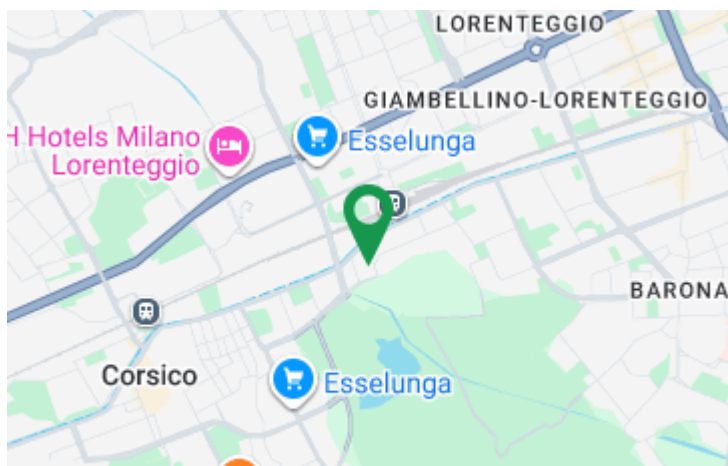 LORENTEGGIO
GIAMBELLINO-LORENTEGGIO
H Hotels Milano
Lorenteggio
Esselunga
BARONA
Corsico
Esselunga